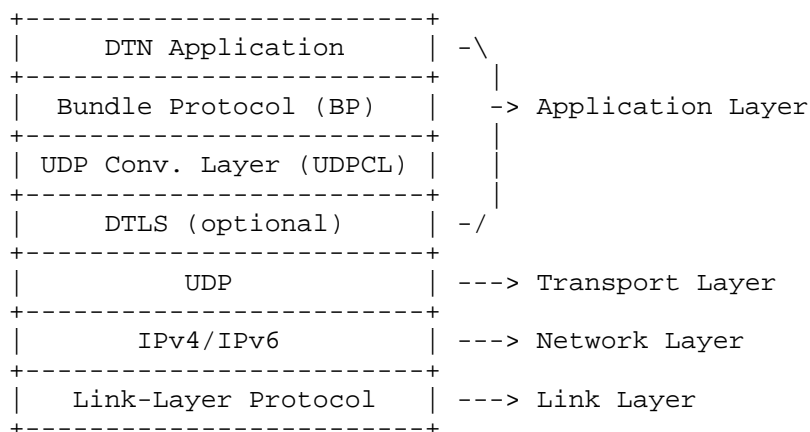 +-------------------------+
|     DTN Application     | -\
+-------------------------+   |
|  Bundle Protocol (BP)   |   -> Application Layer
+-------------------------+   |
| UDP Conv. Layer (UDPCL) |   |
+-------------------------+   |
|     DTLS (optional)     | -/
+-------------------------+
|           UDP           | ---> Transport Layer
+-------------------------+
|        IPv4/IPv6        | ---> Network Layer
+-------------------------+
|   Link-Layer Protocol   | ---> Link Layer
+-------------------------+